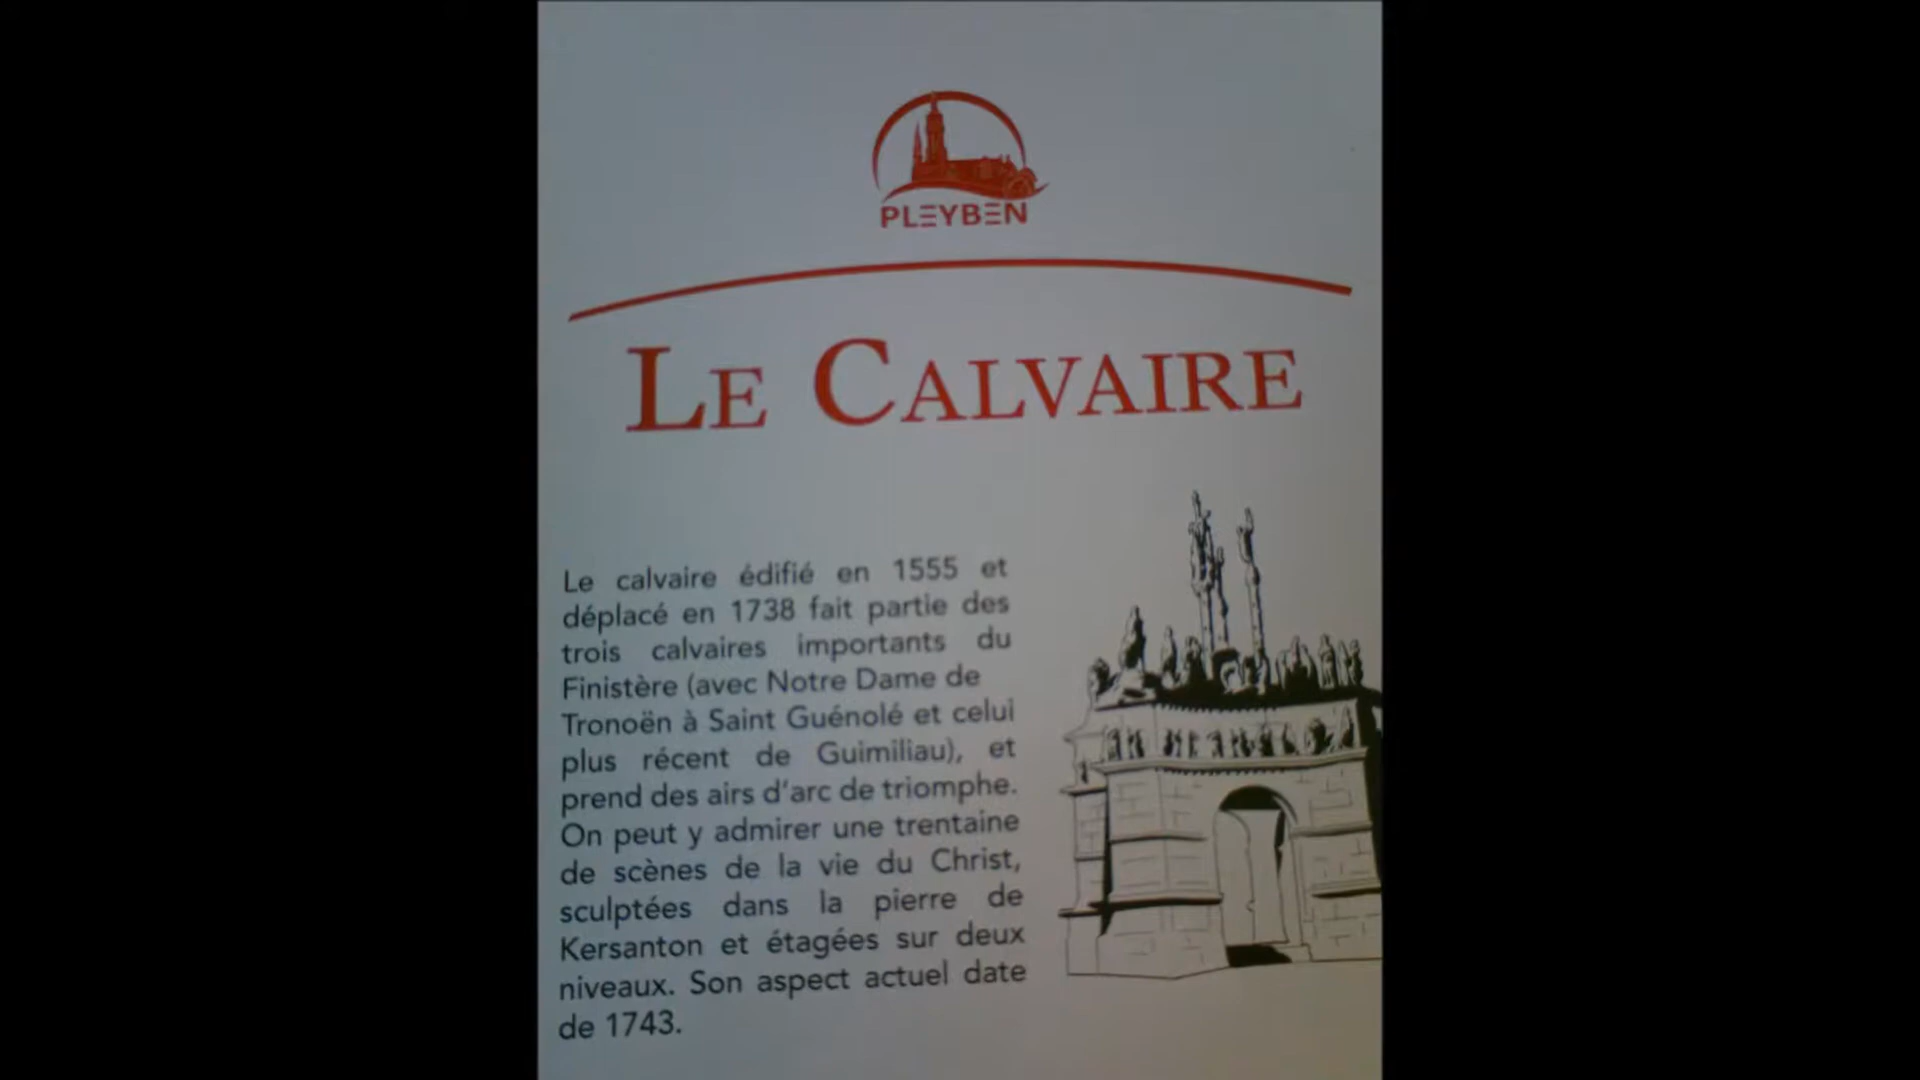 PLEYBEN
LE CALVAIRE
Le calvaire édifié en 1555 et
déplacé en 1738 fait partie des
trois calvaires importants du
Finistère (avec Notre Dame de
Tronoën à Saint Guénolé et celui
plus récent de Guimiliau), et
prend des airs d'arc de triomphe.
On peut y admirer une trentaine
de scènes de la vie du Christ,
sculptées dans la pierre de
Kersanton et étagées sur deux
niveaux. Son aspect actuel date
de 1743.